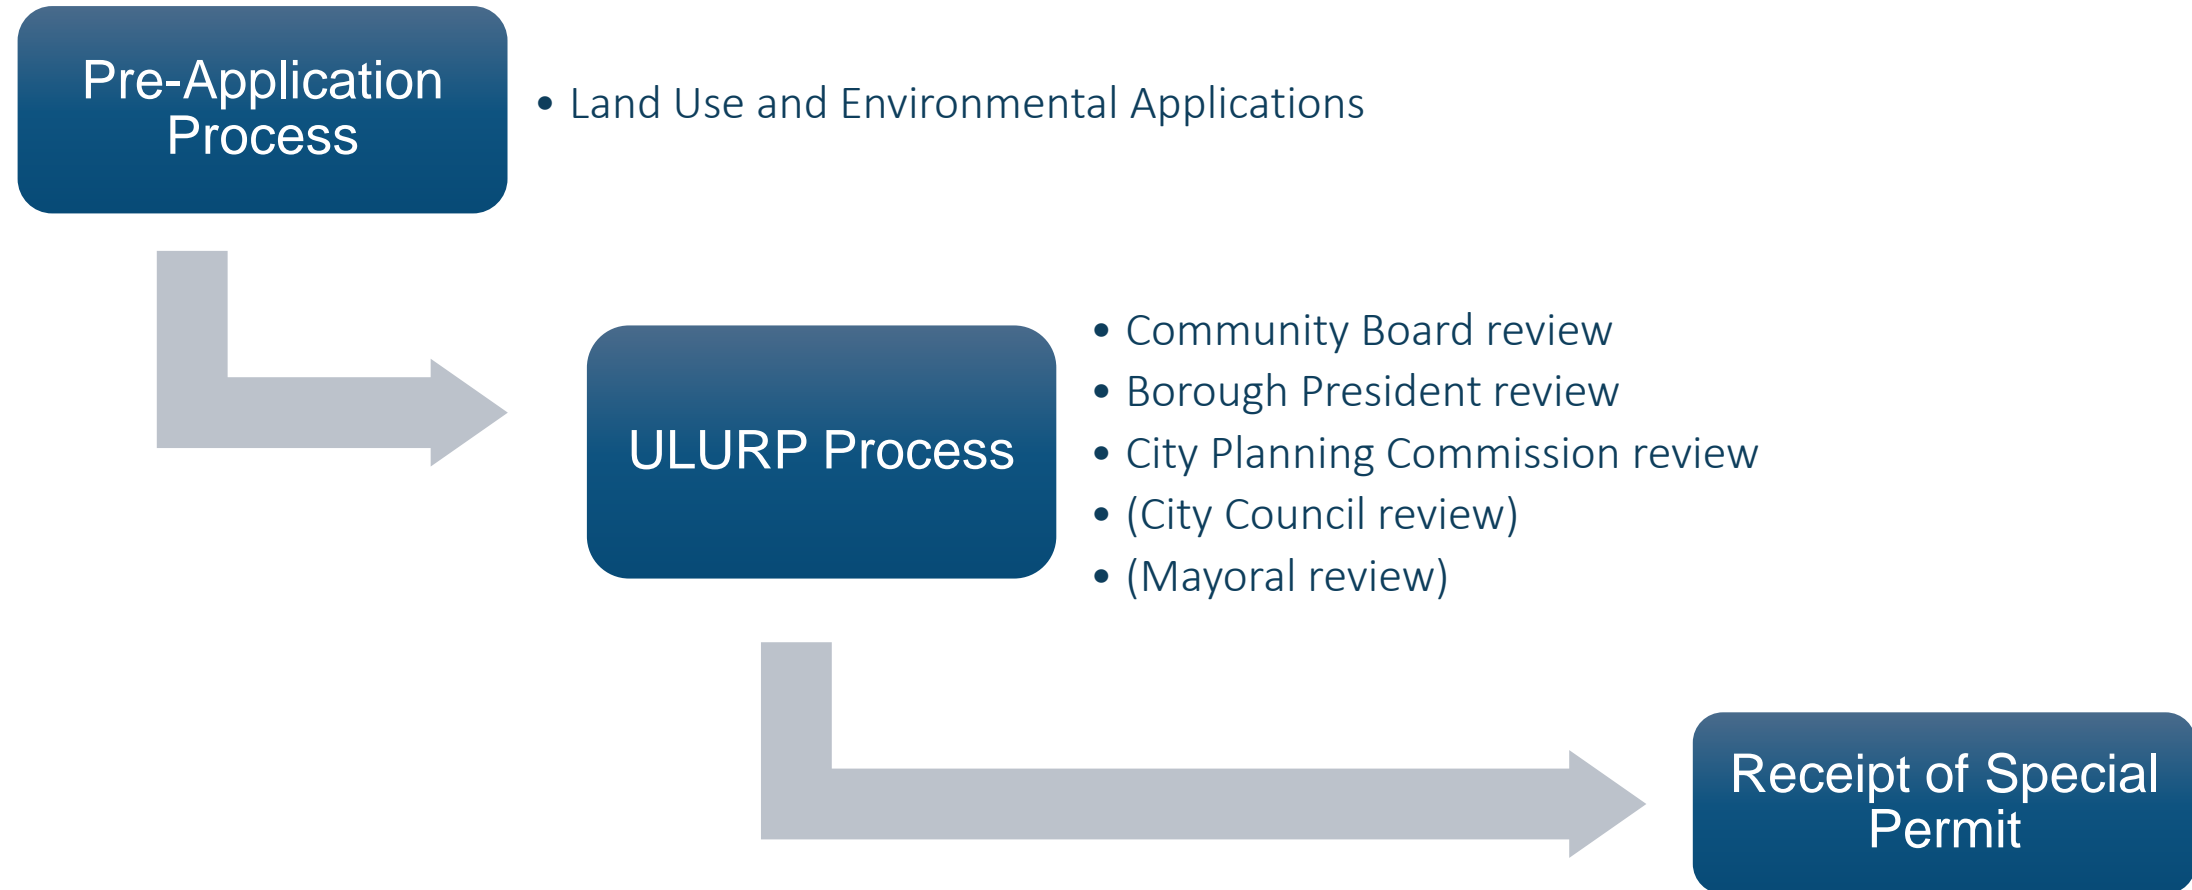 Pre-Application
Process
• Land Use and Environmental Applications
ULURP Process
• Community Board review
• Borough President review
• City Planning Commission review
• (City Council review)
• (Mayoral review)
Receipt of Special
Permit